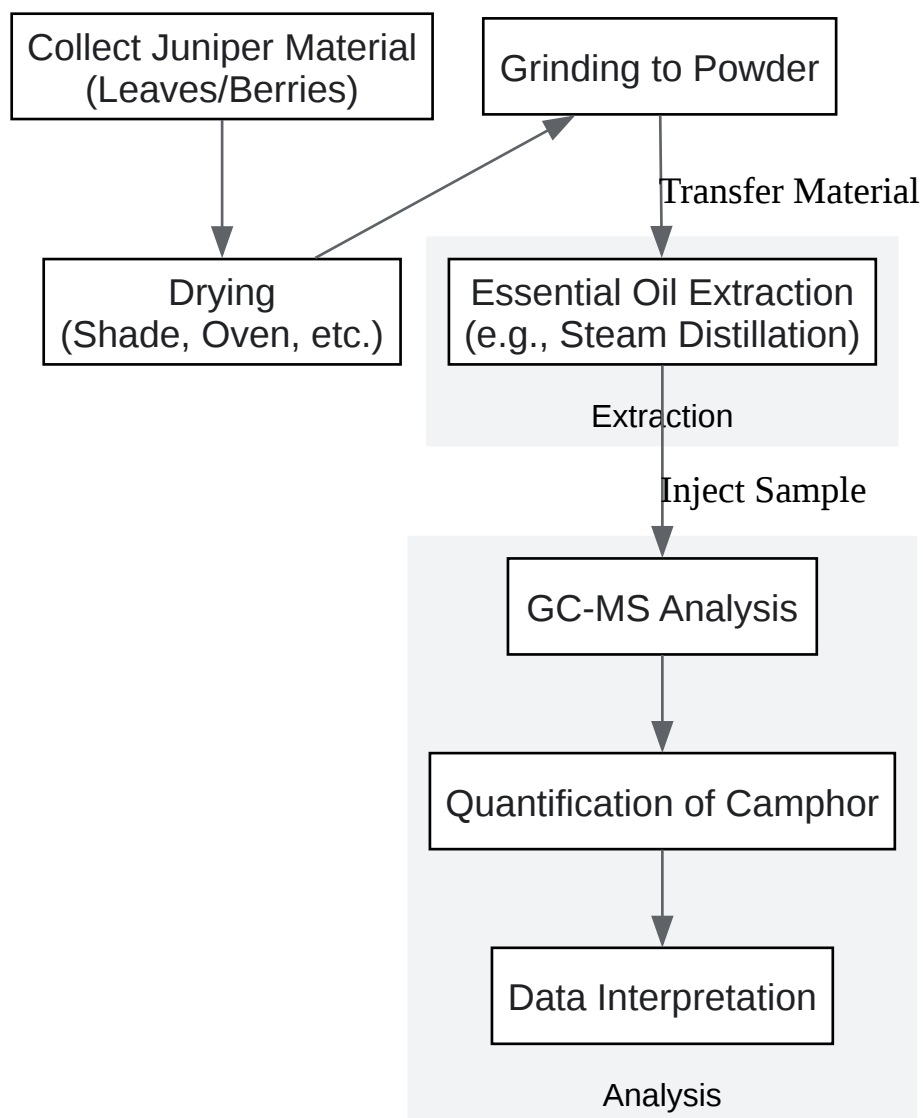 Collect Juniper Material
(Leaves/Berries)
Drying
(Shade, Oven, etc.)
Grinding to Powder
Transfer Material
Essential Oil Extraction
(e.g., Steam Distillation)
Extraction
Inject Sample
GC-MS Analysis
Quantification of Camphor
Data Interpretation
Analysis